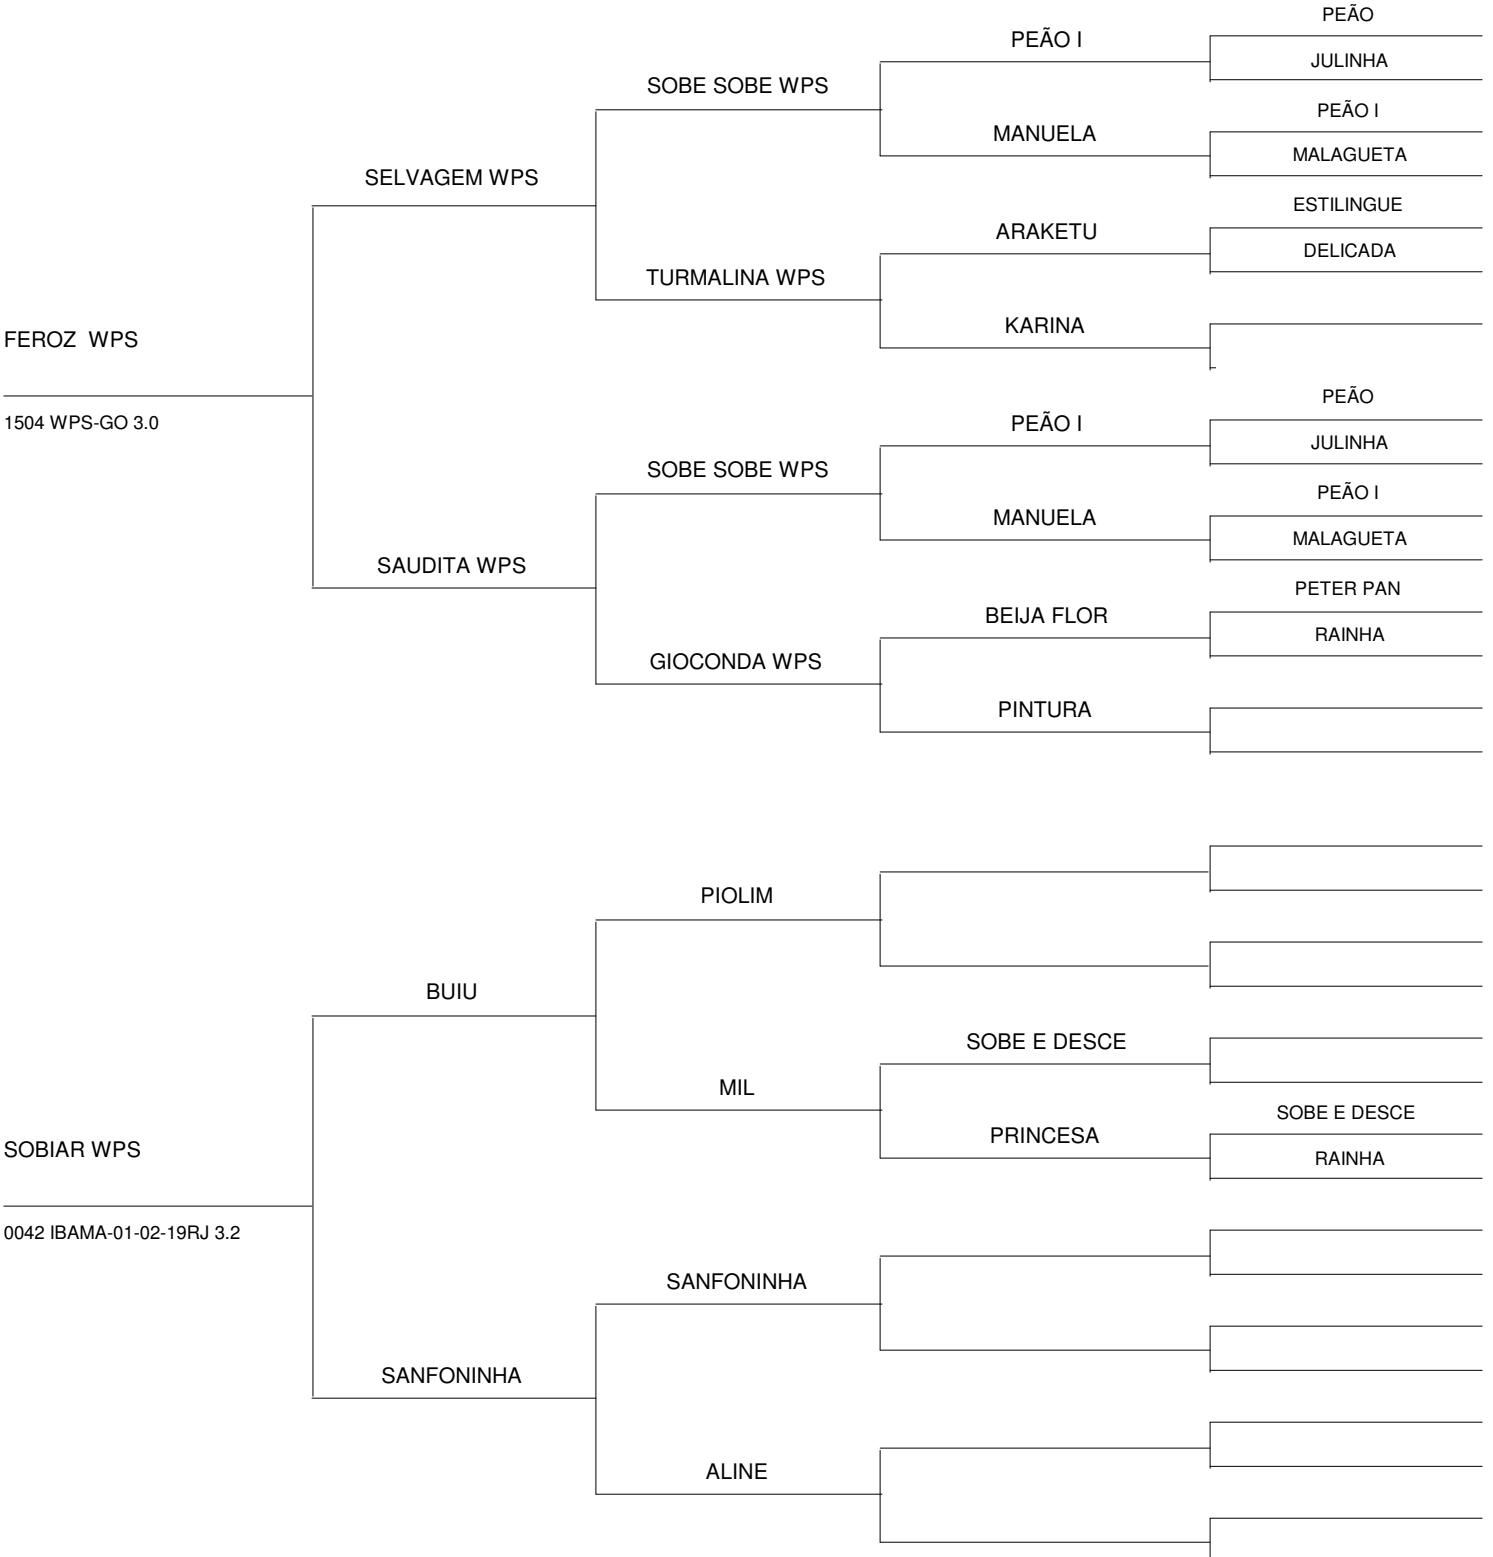 PEÃO
PEÃO I
JULINHA
SOBE SOBE WPS
PEÃO I
MANUELA
MALAGUETA
SELVAGEM WPS
ESTILINGUE
ARAKETU
DELICADA
TURMALINA WPS
KARINA
FEROZ  WPS
PEÃO
1504 WPS-GO 3.0
PEÃO I
JULINHA
SOBE SOBE WPS
PEÃO I
MANUELA
MALAGUETA
SAUDITA WPS
PETER PAN
BEIJA FLOR
RAINHA
GIOCONDA WPS
PINTURA
PIOLIM
BUIU
SOBE E DESCE
MIL
SOBE E DESCE
PRINCESA
SOBIAR WPS
RAINHA
0042 IBAMA-01-02-19RJ 3.2
SANFONINHA
SANFONINHA
ALINE